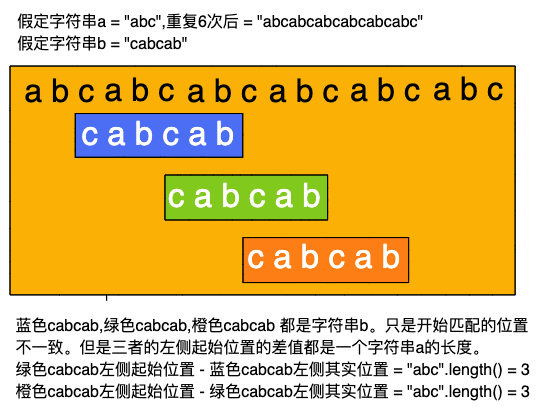 假定字符串a = "abc",重复6次后 = "abcabcabcabcabcabc"
假定字符串b = "cabcab"
a b c a b c a b c a b c a b c a b c
c a b c a b
c a b c a b
c a b c a b
蓝色cabcab,绿色cabcab,橙色cabcab 都是字符串b。只是开始匹配的位置
不一致。但是三者的左侧起始位置的差值都是一个字符串a的长度。
绿色cabcab左侧起始位置 - 蓝色cabcab左侧其实位置 = "abc".length() = 3
橙色cabcab左侧起始位置 - 绿色cabcab左侧其实位置 = "abc".length() = 3